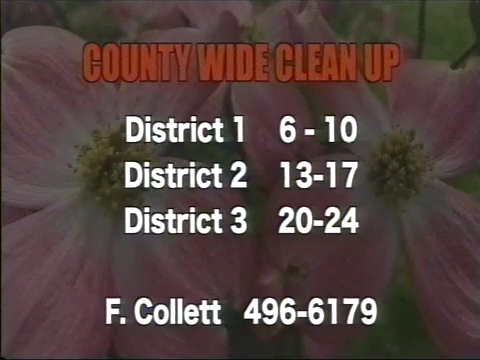 COUNTY WIDE CLEAN UP
District 1 6 - 10
District 2 13-17
District 3 20-24
F. Collett 496-6179